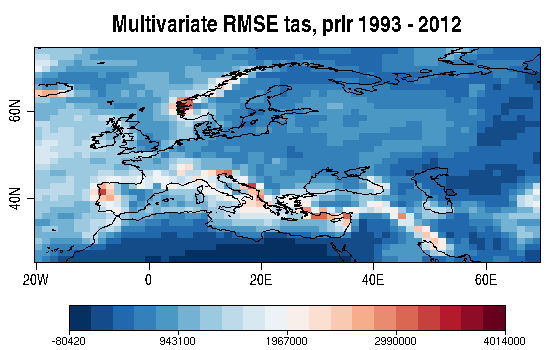 Multivariate RMSE tas, prlr 1993 - 2012
60N
40N
20W 0 20E 40E 60E
-80420 943100 1967000 2990000 4014000